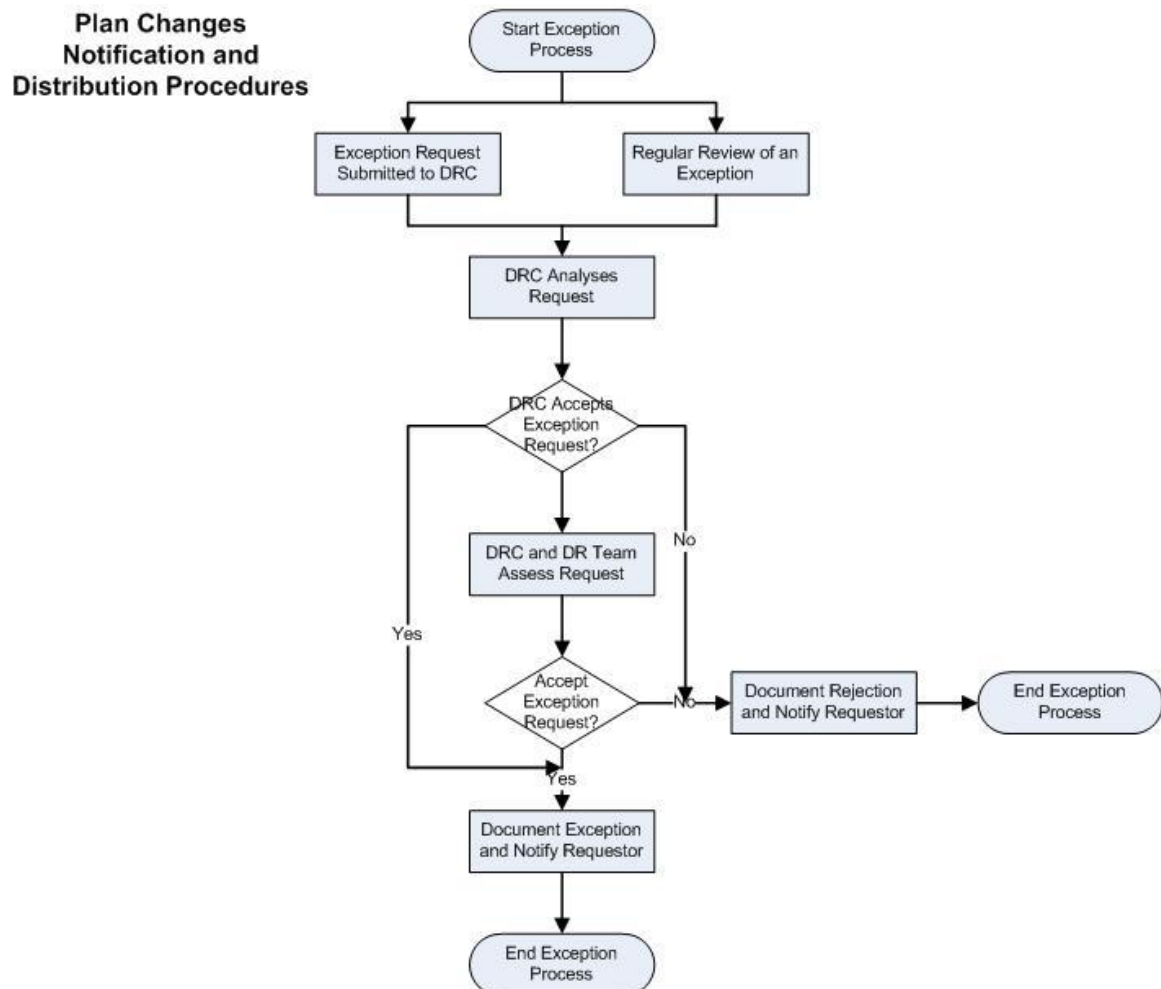 Plan Changes
Notification and
Distribution Procedures
Start Exception
Process
Exception Request
Submitted to DRC
Regular Review of an
Exception
DRC Analyses
Request
DRC Accepts
Exception
Request?
DRC and DR Team
Assess Request
No
Yes
Accept
Exception
Request?
No
Document Rejection
and Notify Requestor
End Exception
Process
Yes
Document Exception
and Notify Requestor
End Exception
Process